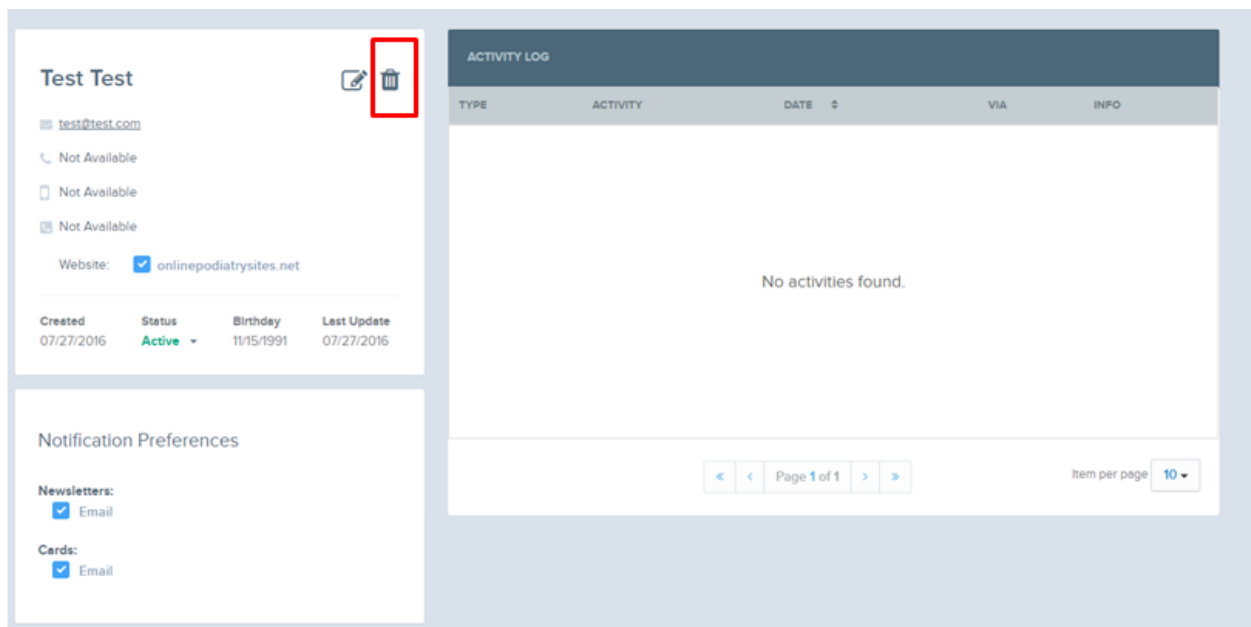 Test Test
test@test.com
Not Available
Not Available
Not Available
Website: onlinepodiatrysites.net
Created Status Birthday Last Update
07/27/2016 Active 11/15/1991 07/27/2016
Notification Preferences
Newsletters:
Email
Cards:
Email
ACTIVITY LOG
TYPE ACTIVITY DATE VIA INFO
No activities found.
« < Page 1 of 1 > » Item per page 10